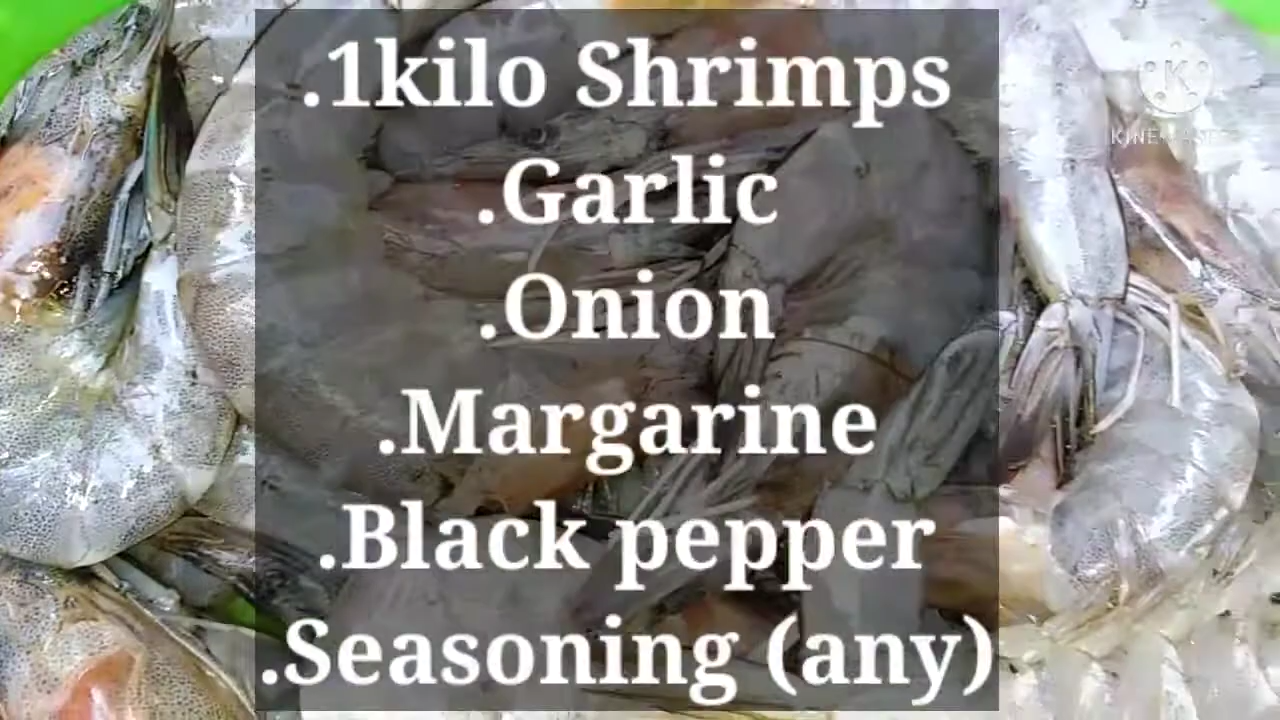 .1kilo Shrimps
.Garlic
.Onion
.Margarine
.Black pepper
.Seasoning (any)
K